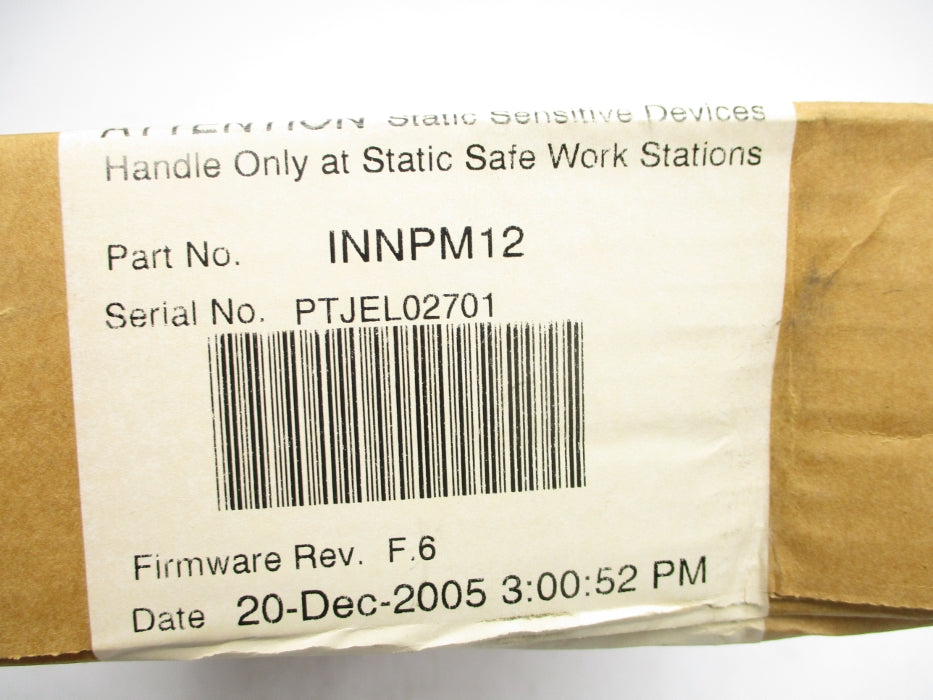 ATTENTION Static Sensitive Devices
Handle Only at Static Safe Work Stations
Part No. INNPM12
Serial No. PTJEL02701
Firmware Rev. F.6
Date 20-Dec-2005 3:00:52 PM